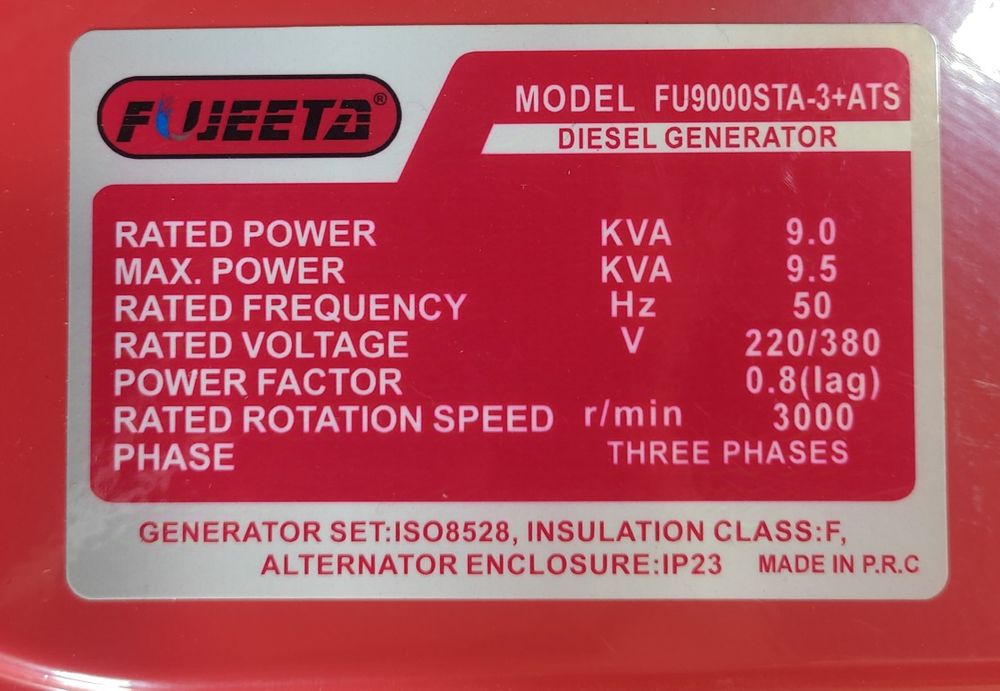 FUJEETA®
MODEL FU9000STA-3+ATS
DIESEL GENERATOR
RATED POWER KVA 9.0
MAX. POWER KVA 9.5
RATED FREQUENCY Hz 50
RATED VOLTAGE V 220/380
POWER FACTOR 0.8(lag)
RATED ROTATION SPEED r/min 3000
PHASE THREE PHASES
GENERATOR SET:ISO8528, INSULATION CLASS:F,
ALTERNATOR ENCLOSURE:IP23 MADE IN P.R.C